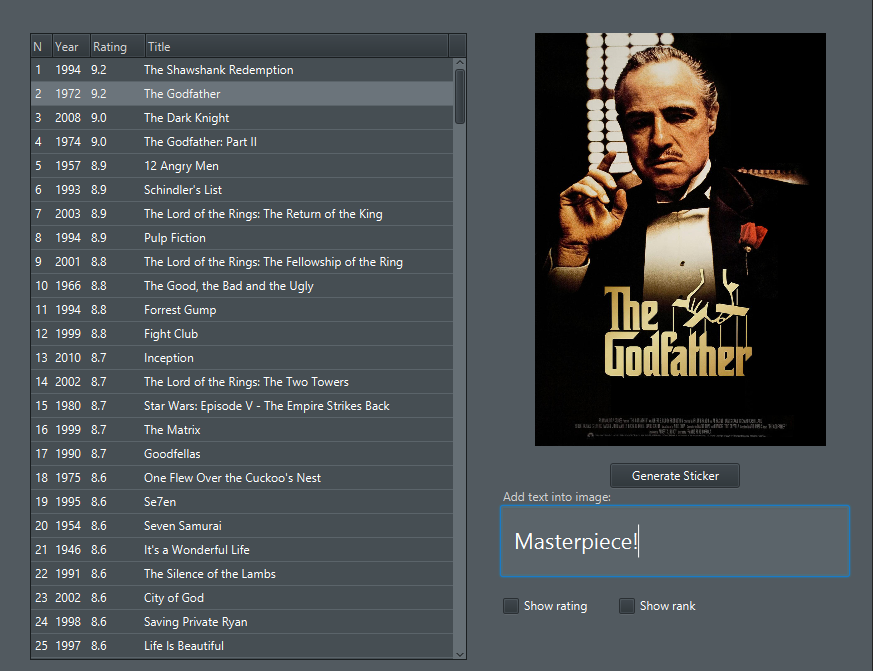 N Year Rating Title
1 1994 9.2 The Shawshank Redemption
2 1972 9.2 The Godfather
3 2008 9.0 The Dark Knight
4 1974 9.0 The Godfather: Part II
5 1957 8.9 12 Angry Men
6 1993 8.9 Schindler's List
7 2003 8.9 The Lord of the Rings: The Return of the King
8 1994 8.9 Pulp Fiction
9 2001 8.8 The Lord of the Rings: The Fellowship of the Ring
10 1966 8.8 The Good, the Bad and the Ugly
11 1994 8.8 Forrest Gump
12 1999 8.8 Fight Club
13 2010 8.7 Inception
14 2002 8.7 The Lord of the Rings: The Two Towers
15 1980 8.7 Star Wars: Episode V - The Empire Strikes Back
16 1999 8.7 The Matrix
17 1990 8.7 Goodfellas
18 1975 8.6 One Flew Over the Cuckoo's Nest
19 1995 8.6 Se7en
20 1954 8.6 Seven Samurai
21 1946 8.6 It's a Wonderful Life
22 1991 8.6 The Silence of the Lambs
23 2002 8.6 City of God
24 1998 8.6 Saving Private Ryan
25 1997 8.6 Life Is Beautiful
The
Godfather
Generate Sticker
Add text into image:
Masterpiece!
Show rating Show rank